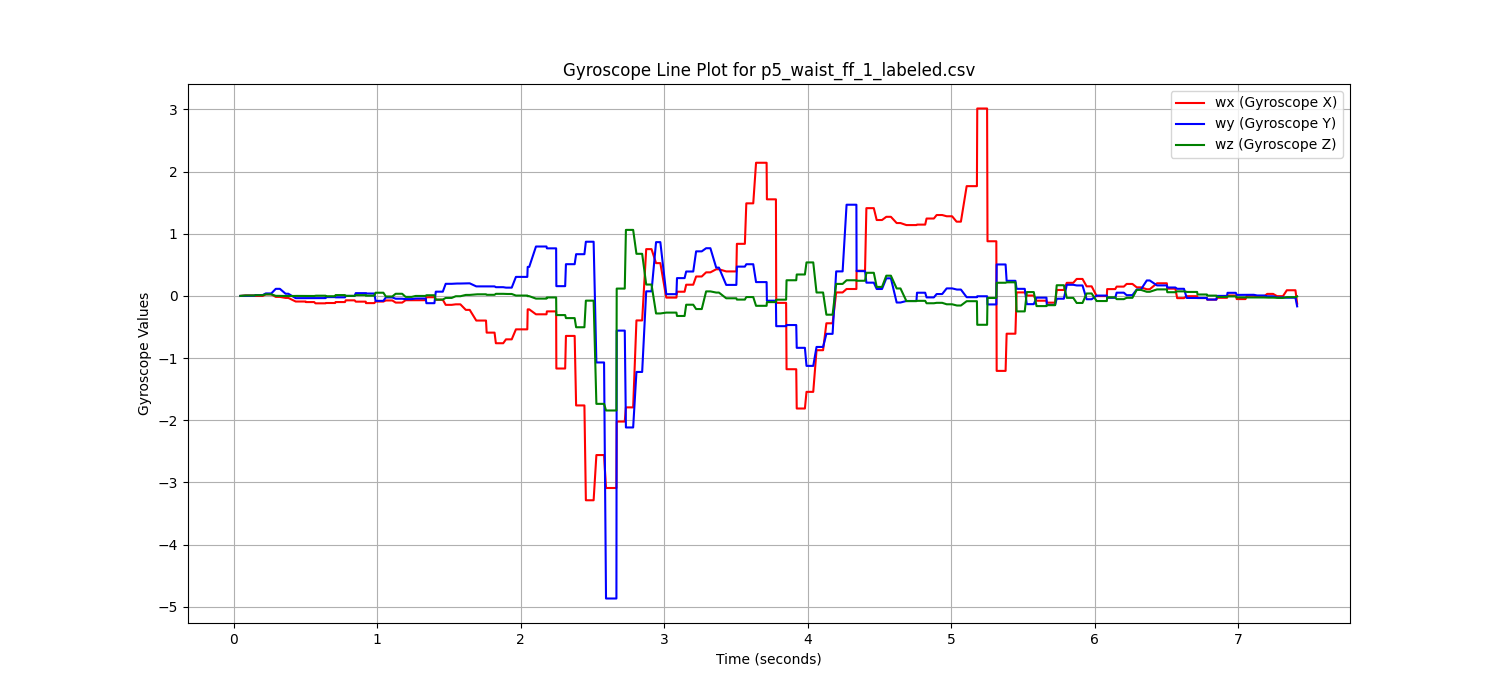 Gyroscope Line Plot for p5_waist_ff_1_labeled.csv
wx (Gyroscope X)
wy (Gyroscope Y)
wz (Gyroscope Z)
Gyroscope Values
3
2
1
0
−1
−2
−3
−4
−5
0 1 2 3 4 5 6 7
Time (seconds)